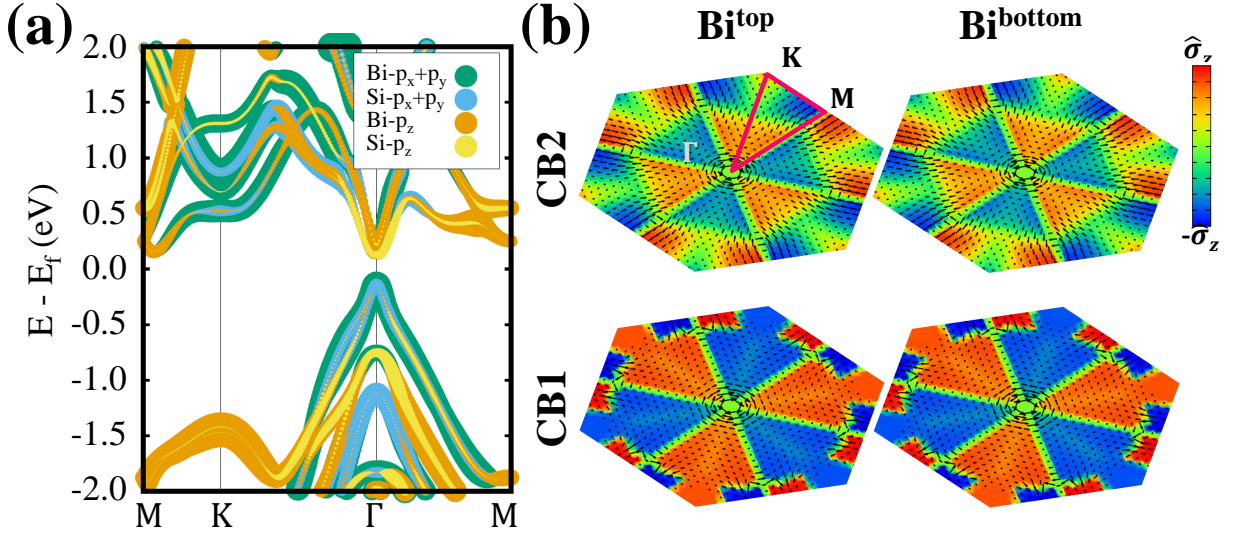 (a)
E - E_f (eV)
2.0
1.5
1.0
0.5
0.0
-0.5
-1.0
-1.5
-2.0
M K Γ M
Bi-p_x+p_y
Si-p_x+p_y
Bi-p_z
Si-p_z
(b)
Bi^top Bi^bottom
CB2
CB1
K
M
Γ
σ̂_z
-σ̂_z